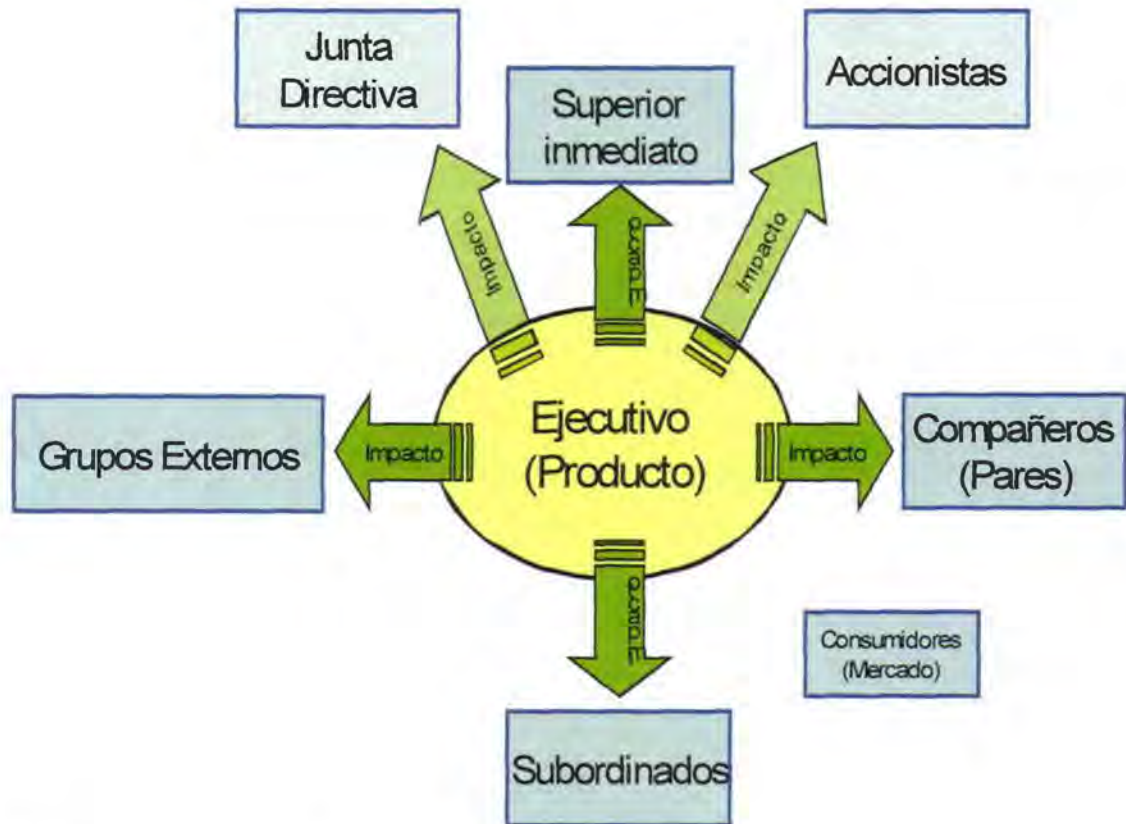 Junta
Directiva
Superior
inmediato
Accionistas
Impacto
Impacto
Grupos Externos
Impacto
Ejecutivo
(Producto)
Impacto
Compañeros
(Pares)
Consumidores
(Mercado)
Subordinados